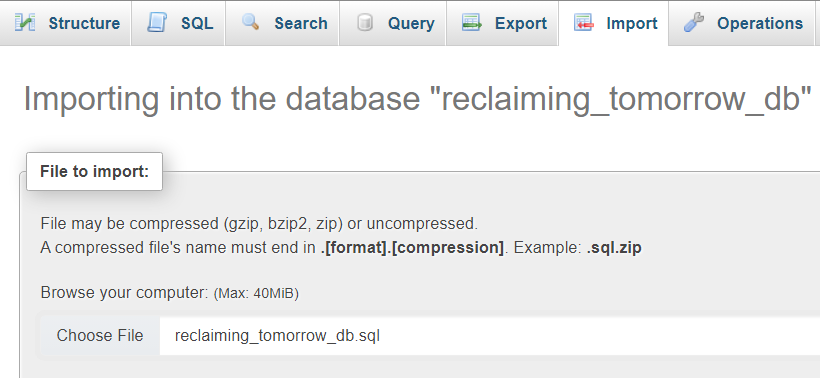 Structure SQL Search Query Export Import Operations
Importing into the database "reclaiming_tomorrow_db"
File to import:
File may be compressed (gzip, bzip2, zip) or uncompressed.
A compressed file's name must end in .[format].[compression]. Example: .sql.zip
Browse your computer: (Max: 40MiB)
Choose File reclaiming_tomorrow_db.sql